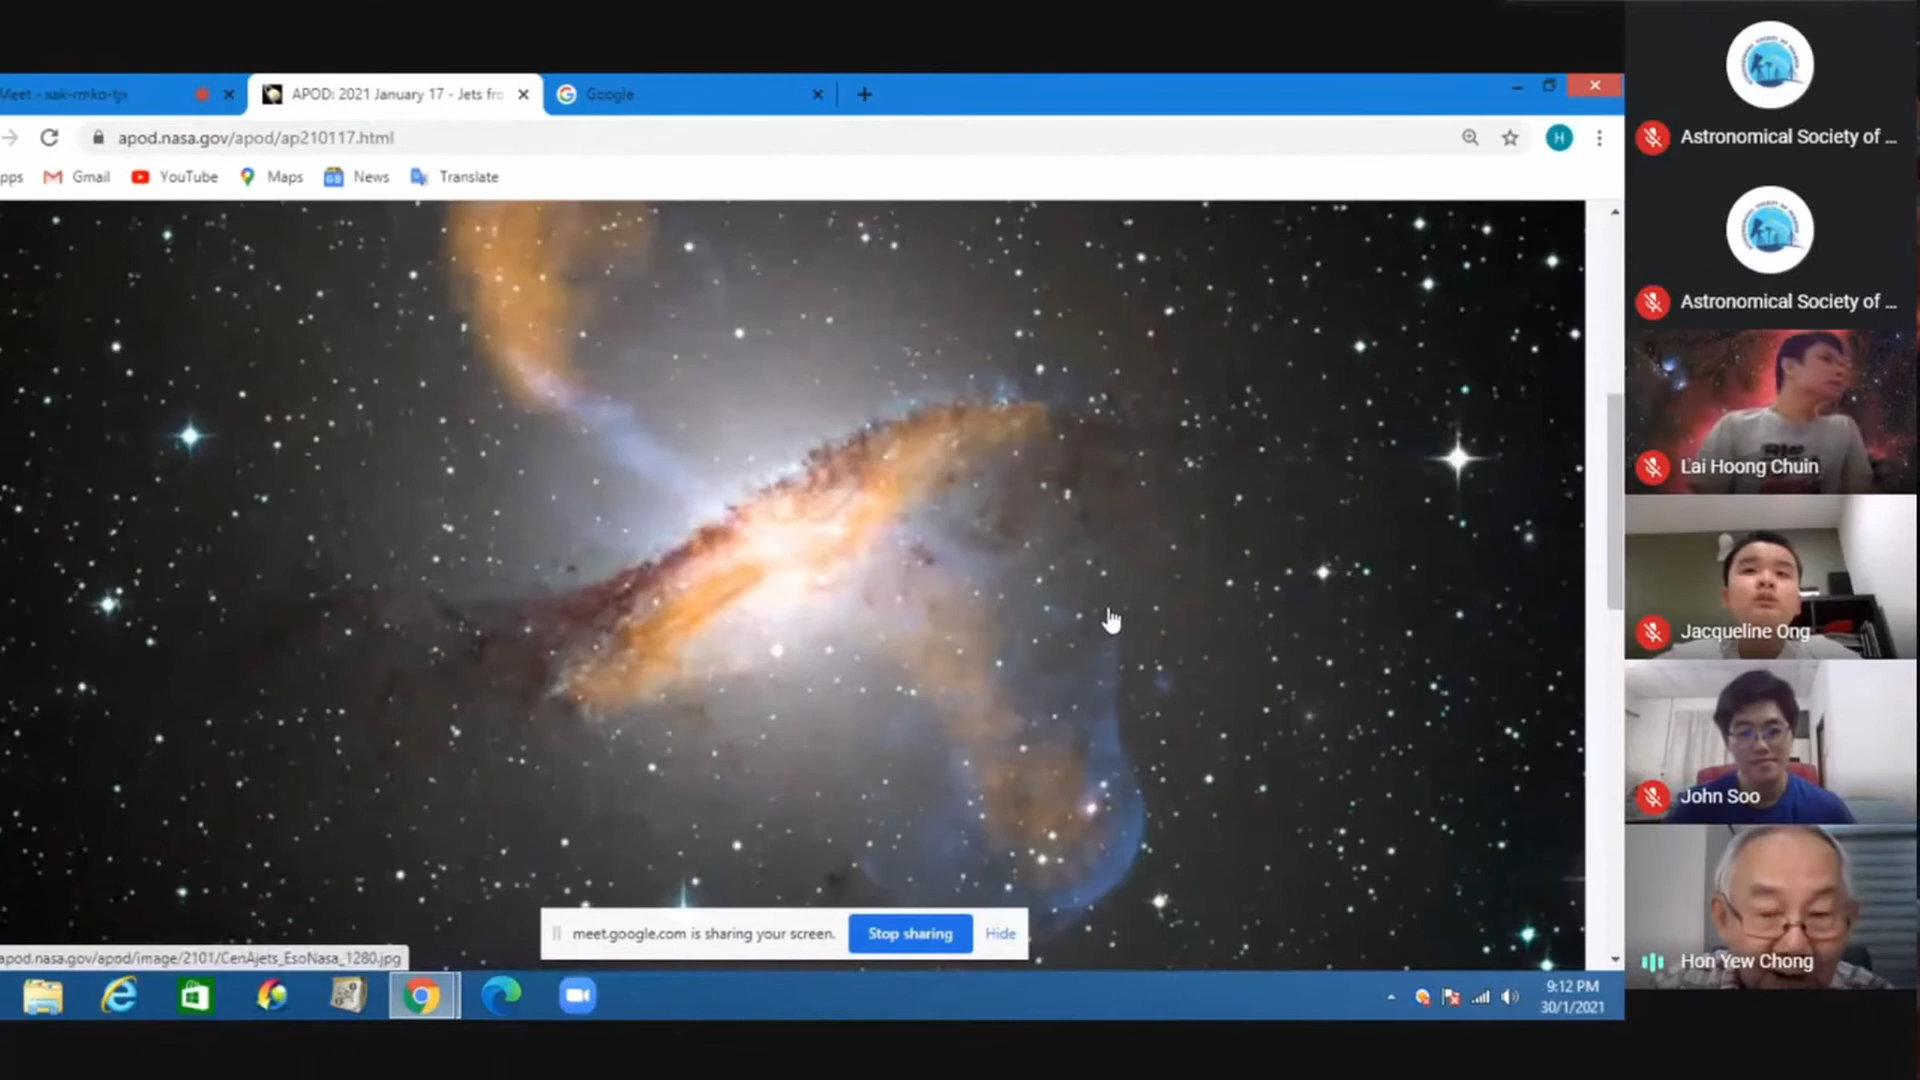 Meet - xak-rmko-tjx
APOD: 2021 January 17 - Jets fro
Google
apod.nasa.gov/apod/ap210117.html
H
pps
Gmail
YouTube
Maps
News
Translate
meet.google.com is sharing your screen.
Stop sharing
Hide
apod.nasa.gov/apod/image/2101/CenAjets_EsoNasa_1280.jpg
9:12 PM
30/1/2021
Astronomical Society of ...
Astronomical Society of ...
Lai Hoong Chuin
Jacqueline Ong
John Soo
Hon Yew Chong